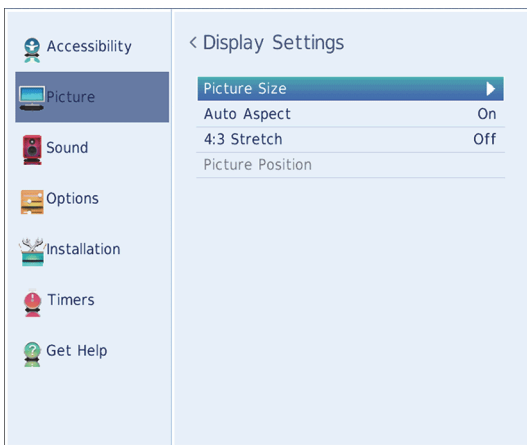 Accessibility
Picture
Sound
Options
Installation
Timers
Get Help
< Display Settings
Picture Size
Auto Aspect On
4:3 Stretch Off
Picture Position